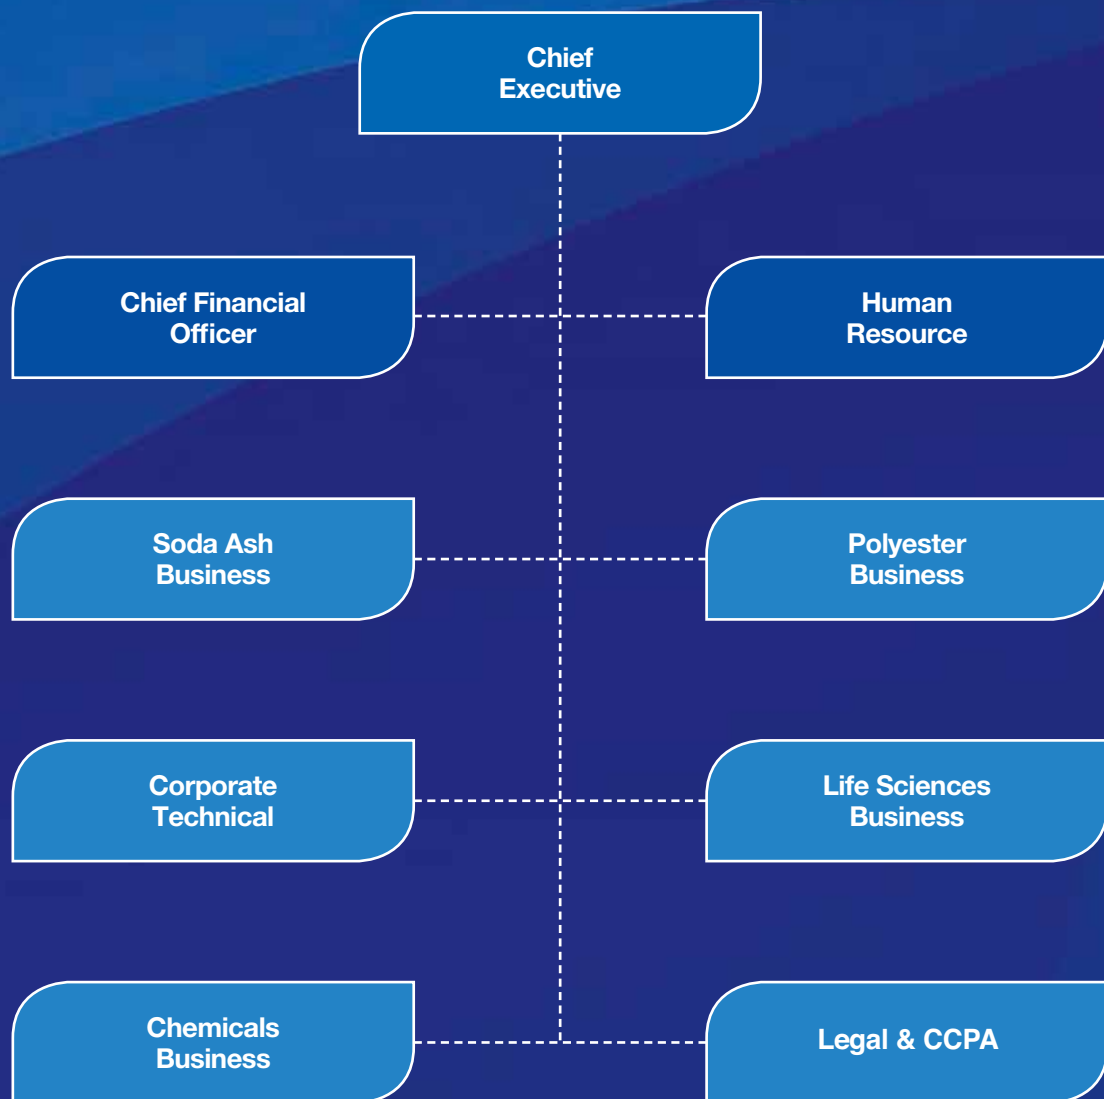 Chief
Executive
Chief Financial
Officer
Human
Resource
Soda Ash
Business
Polyester
Business
Corporate
Technical
Life Sciences
Business
Chemicals
Business
Legal & CCPA